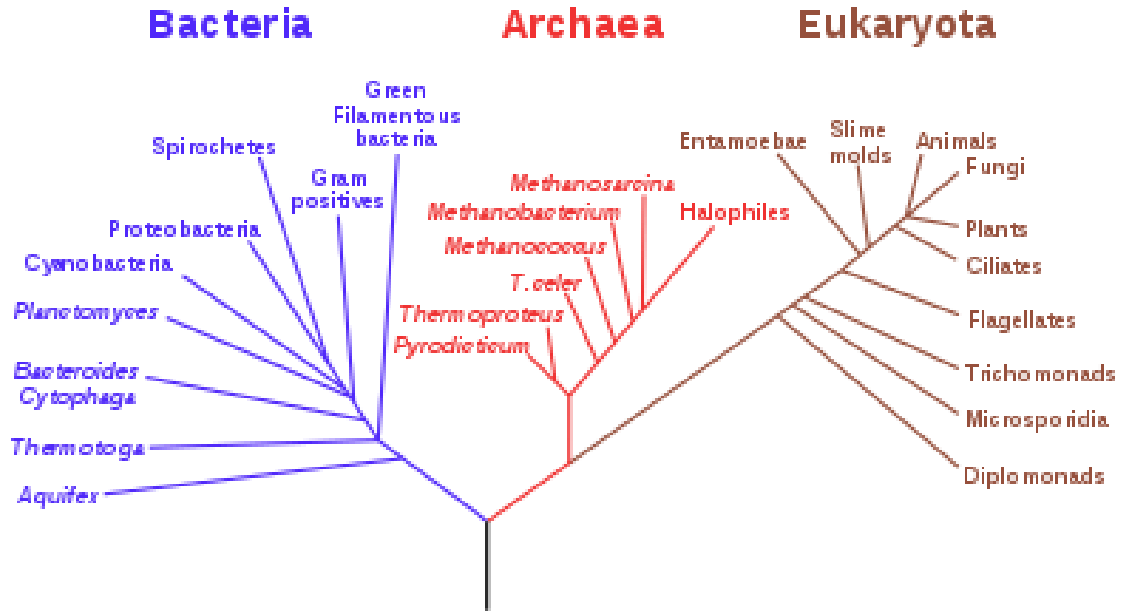 Bacteria
Archaea
Eukaryota
Green
Filamentous
bacteria
Spirochetes
Gram
positives
Proteobacteria
Cyanobacteria
Planctomyces
Bacteroides
Cytophaga
Thermotoga
Aquifex
Methanosarcina
Methanobacterium
Halophiles
Methanococcus
T. celer
Thermoproteus
Pyrodicticum
Entamoebae
Slime
molds
Animals
Fungi
Plants
Ciliates
Flagellates
Trichomonads
Microsporidia
Diplomonads